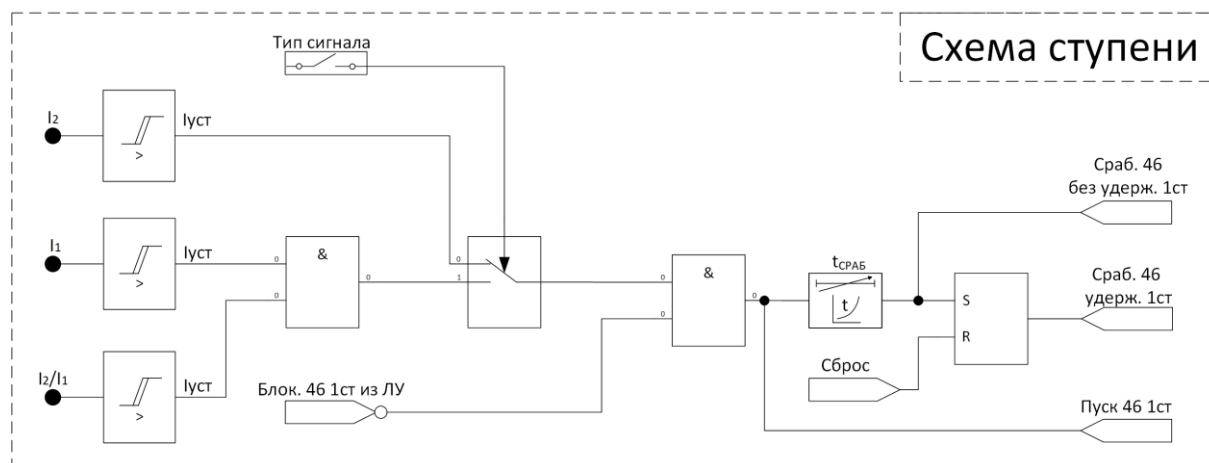 Схема ступени
Тип сигнала
I2
Iуст
>
I1
Iуст
>
I2/I1
Iуст
>
0
0
&
0
0
1
Блок. 46 1ст из ЛУ
0
0
&
0
tСРАБ
t
Сброс
S
R
Сраб. 46
без удерж. 1ст
Сраб. 46
удерж. 1ст
Пуск 46 1ст